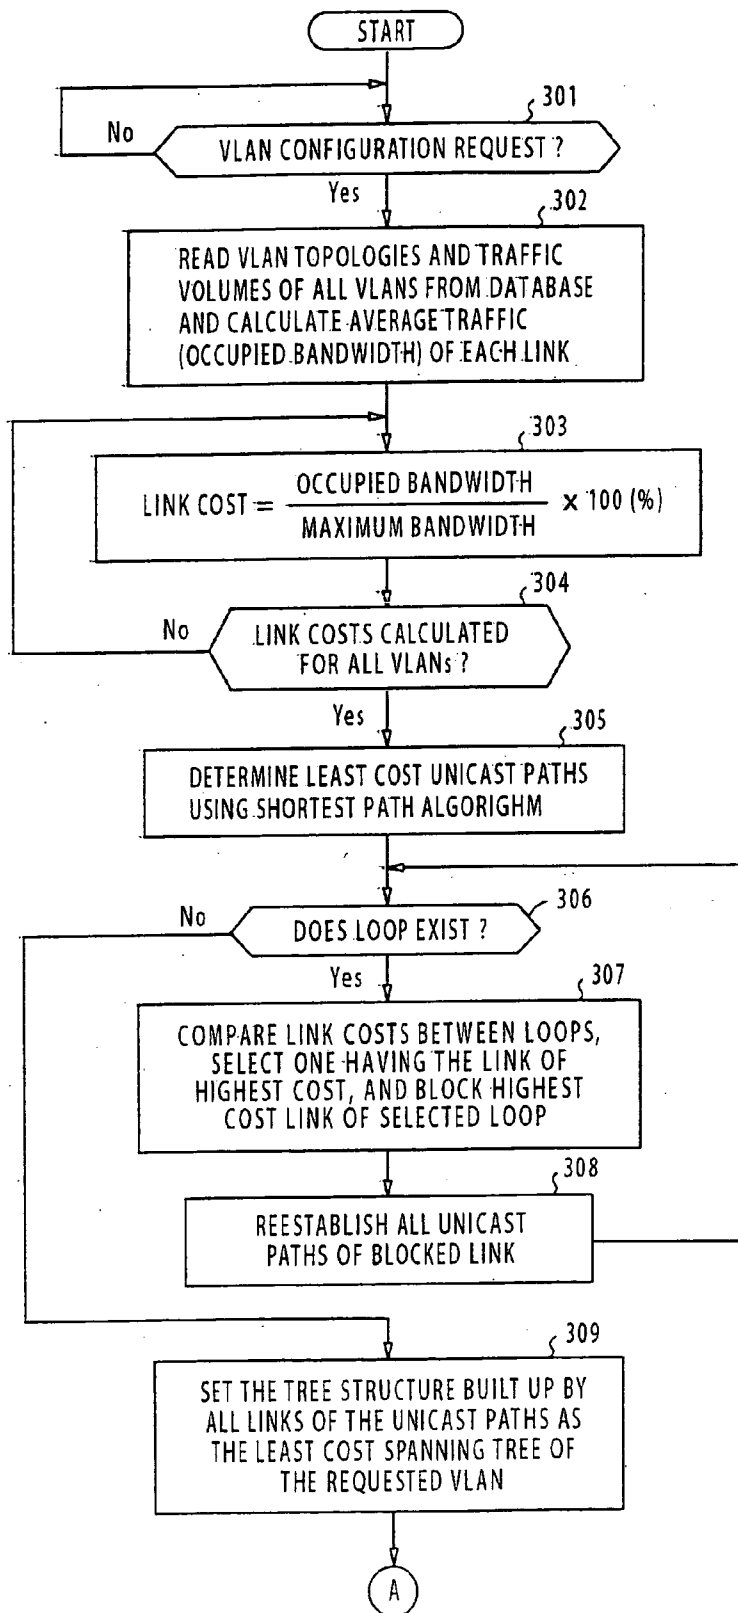 START
301
No
VLAN CONFIGURATION REQUEST ?
Yes
302
READ VLAN TOPOLOGIES AND TRAFFIC
VOLUMES OF ALL VLANS FROM DATABASE
AND CALCULATE AVERAGE TRAFFIC
(OCCUPIED BANDWIDTH) OF EACH LINK
303
LINK COST = OCCUPIED BANDWIDTH / MAXIMUM BANDWIDTH × 100 (%)
304
No
LINK COSTS CALCULATED
FOR ALL VLANs ?
Yes
305
DETERMINE LEAST COST UNICAST PATHS
USING SHORTEST PATH ALGORIGHM
306
No
DOES LOOP EXIST ?
Yes
307
COMPARE LINK COSTS BETWEEN LOOPS,
SELECT ONE HAVING THE LINK OF
HIGHEST COST, AND BLOCK HIGHEST
COST LINK OF SELECTED LOOP
308
REESTABLISH ALL UNICAST
PATHS OF BLOCKED LINK
309
SET THE TREE STRUCTURE BUILT UP BY
ALL LINKS OF THE UNICAST PATHS AS
THE LEAST COST SPANNING TREE OF
THE REQUESTED VLAN
A